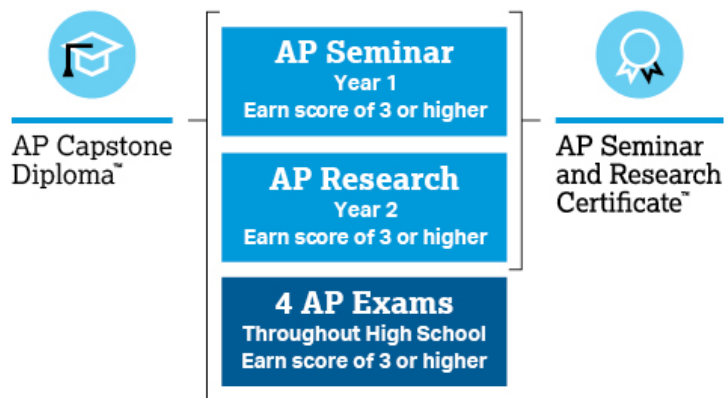 AP Capstone
Diploma™
AP Seminar
Year 1
Earn score of 3 or higher
AP Research
Year 2
Earn score of 3 or higher
4 AP Exams
Throughout High School
Earn score of 3 or higher
AP Seminar
and Research
Certificate™